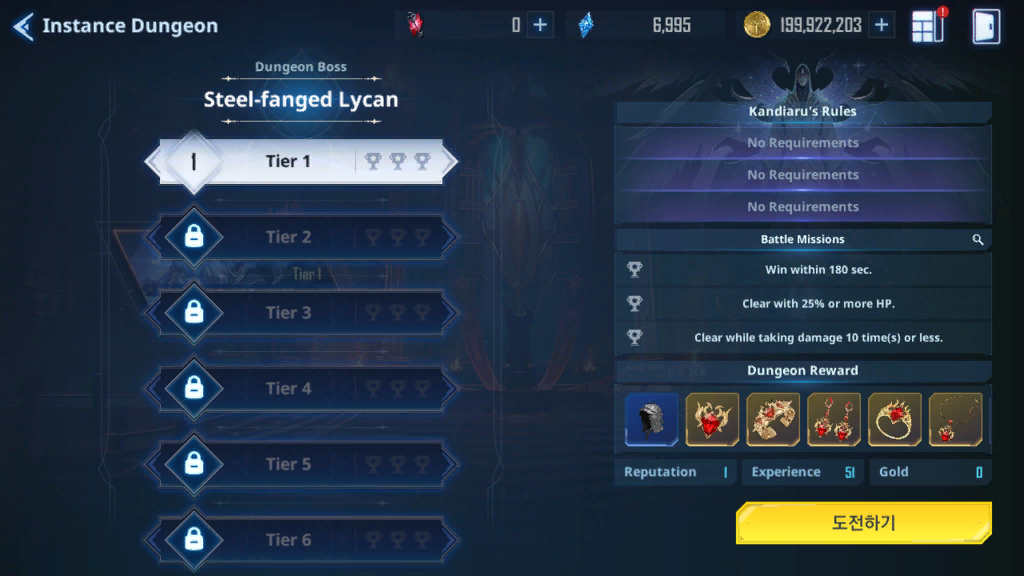 Instance Dungeon
0
6,995
199,922,203
Dungeon Boss
Steel-fanged Lycan
1
Tier 1
Tier 2
Tier 1
Tier 3
Tier 4
Tier 5
Tier 6
Kandiaru's Rules
No Requirements
No Requirements
No Requirements
Battle Missions
Win within 180 sec.
Clear with 25% or more HP.
Clear while taking damage 10 time(s) or less.
Dungeon Reward
Reputation 1
Experience 51
Gold 0
도전하기